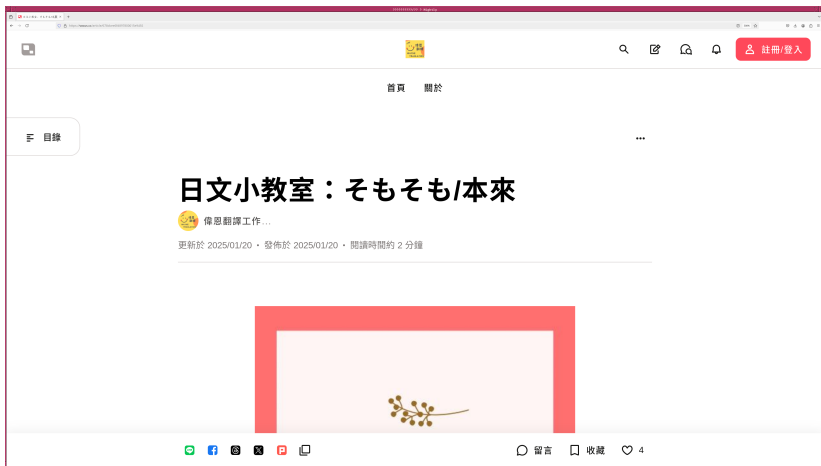 註冊/登入
首頁 關於
目錄
日文小教室：そもそも/本來
偉恩翻譯工作...
更新於 2025/01/20 • 發佈於 2025/01/20 • 閱讀時間約 2 分鐘
留言 收藏 4